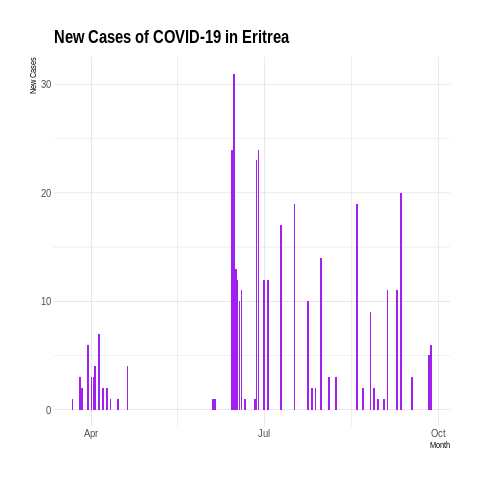 New Cases of COVID-19 in Eritrea
New Cases
30
20
10
0
Apr
Jul
Oct
Month